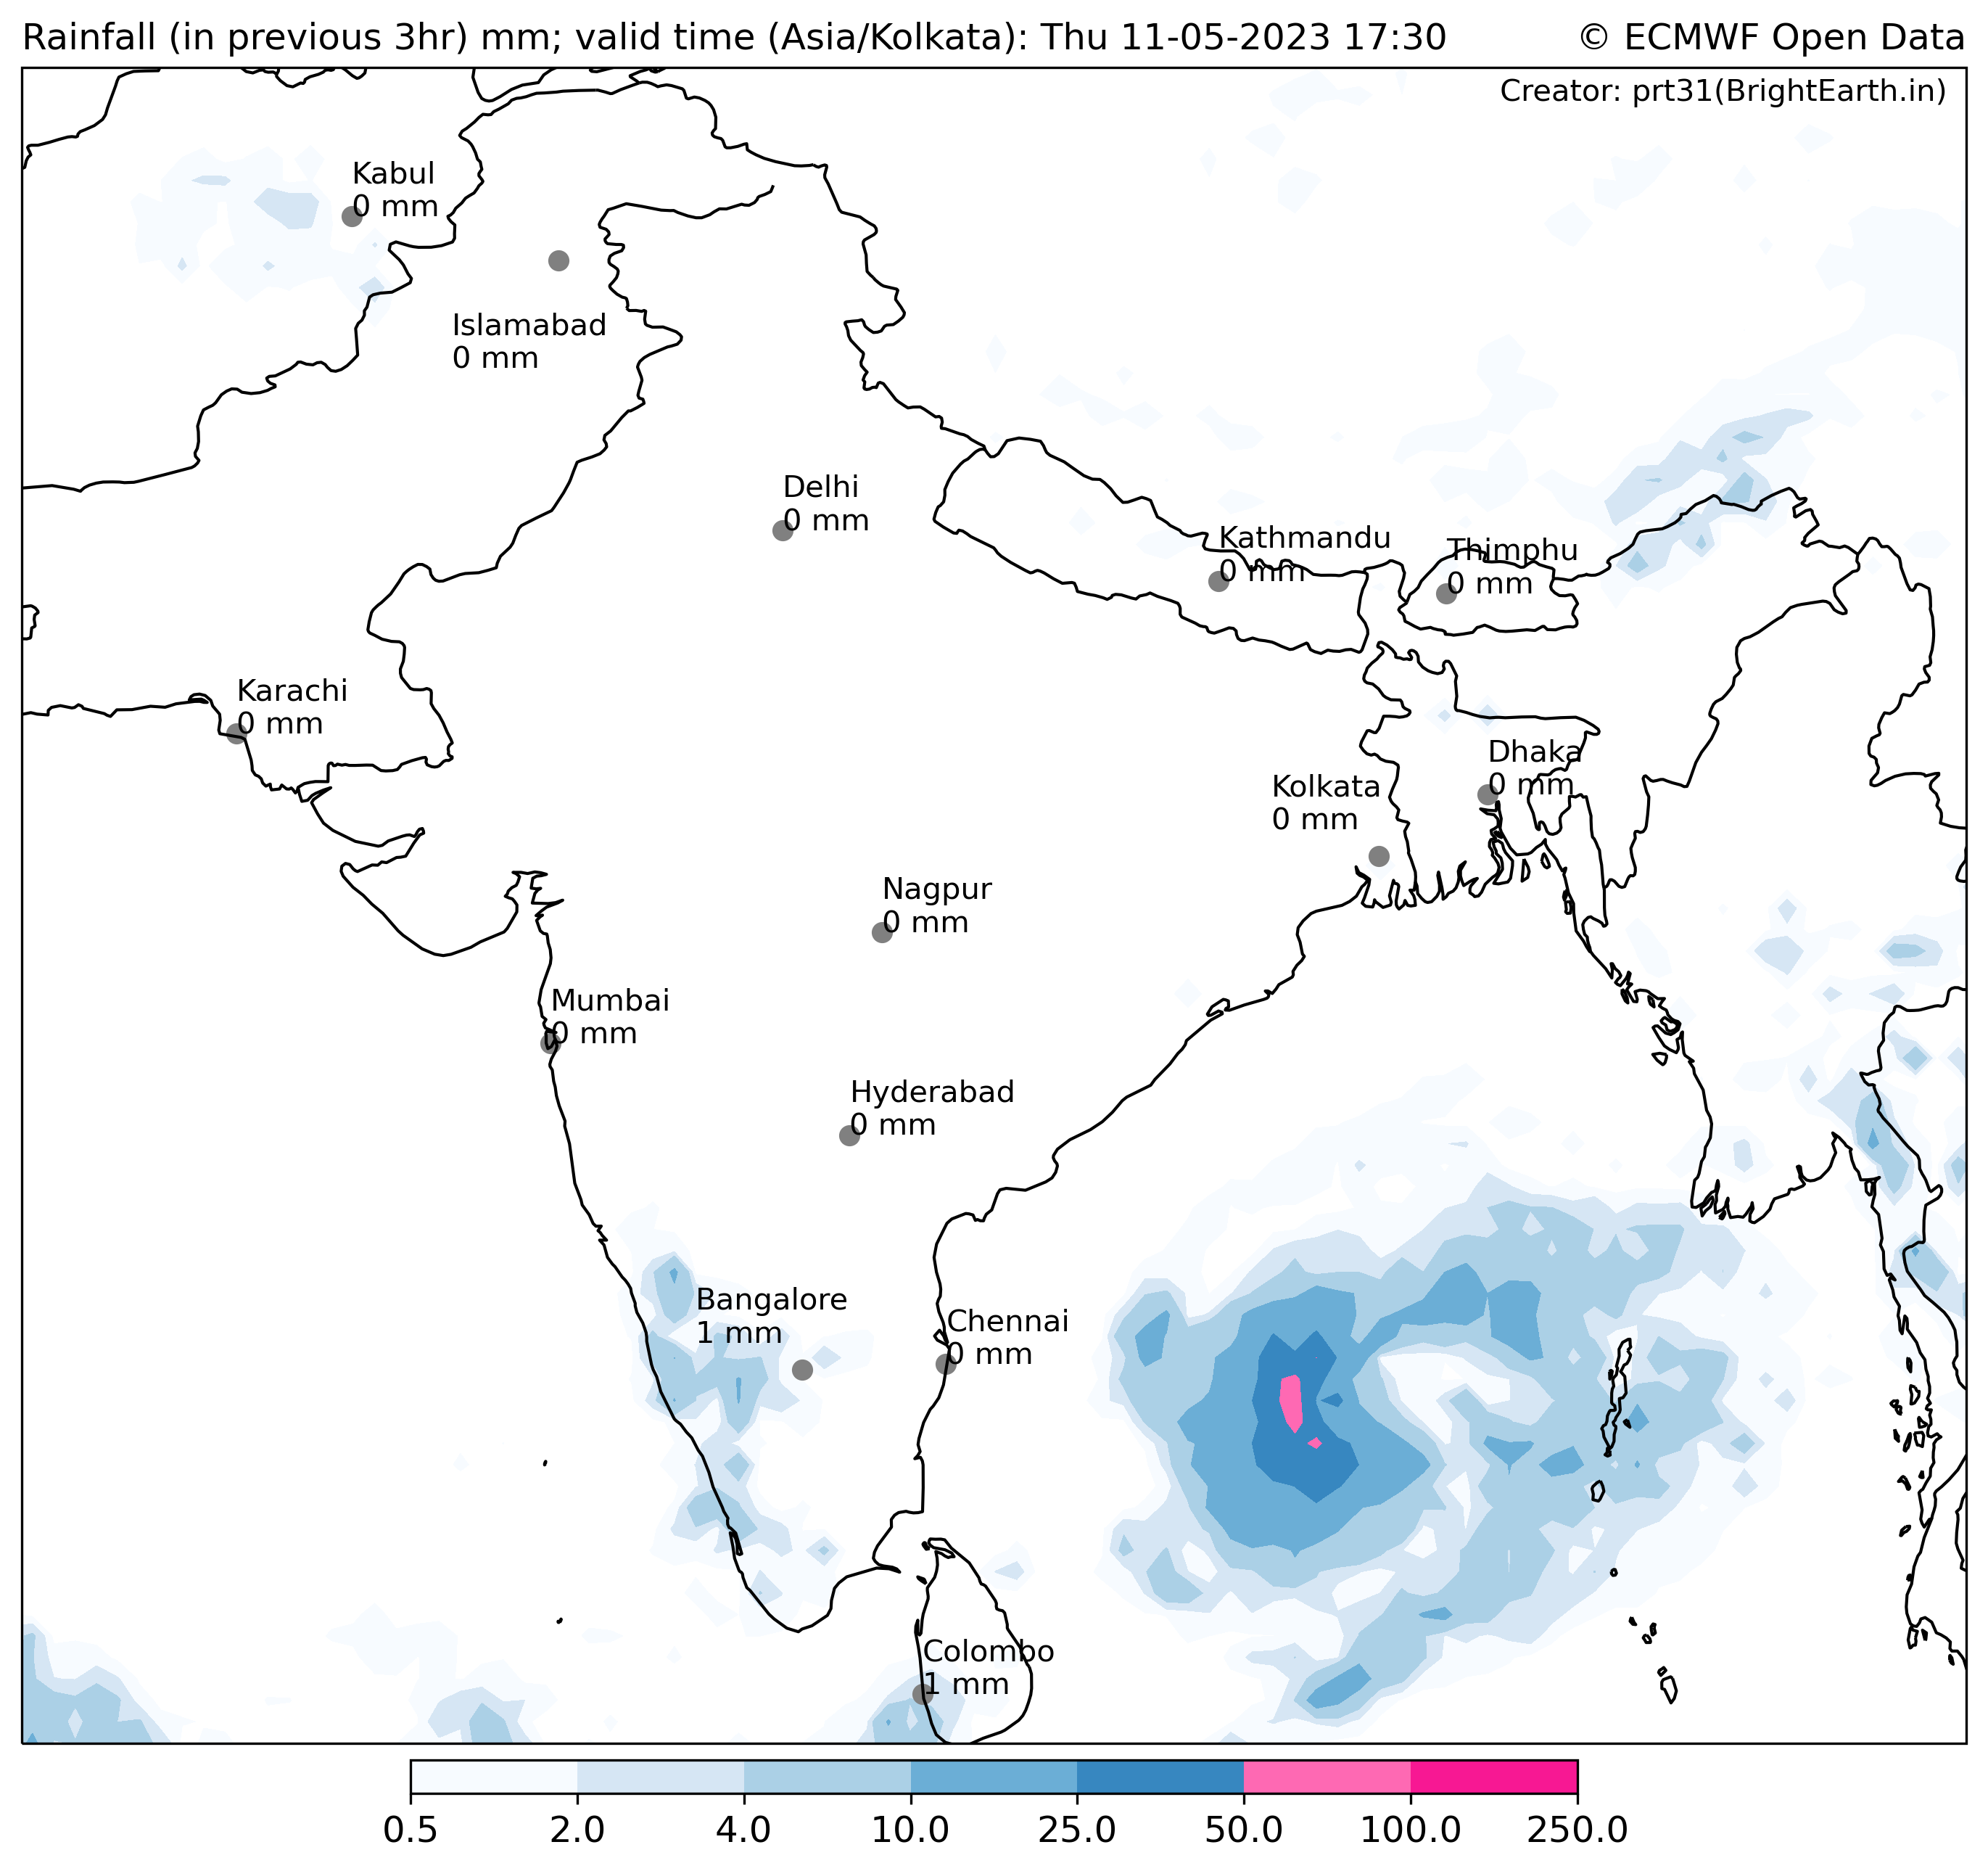 Rainfall (in previous 3hr) mm; valid time (Asia/Kolkata): Thu 11-05-2023 17:30
© ECMWF Open Data
Creator: prt31(BrightEarth.in)
Kabul
0 mm
Islamabad
0 mm
Delhi
0 mm
Kathmandu
0 mm
Thimphu
0 mm
Karachi
0 mm
Dhaka
0 mm
Kolkata
0 mm
Nagpur
0 mm
Mumbai
0 mm
Hyderabad
0 mm
Bangalore
1 mm
Chennai
0 mm
Colombo
1 mm
0.5 2.0 4.0 10.0 25.0 50.0 100.0 250.0